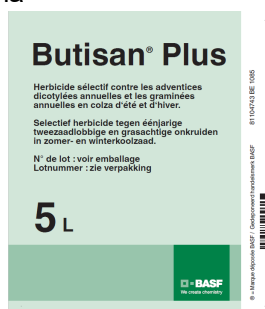 Butisan® Plus
Herbicide sélectif contre les adventices
dicotylées annuelles et les graminées
annuelles en colza d'été et d'hiver.
Selectief herbicide tegen éénjarige
tweezaadlobbige en grasachtige onkruiden
in zomer- en winterkoolzaad.
N° de lot : voir emballage
Lotnummer : zie verpakking
5 L
BASF
We create chemistry
81104743 BE 1085
® = Marque déposée BASF / Gedeponeerd handelsmerk BASF